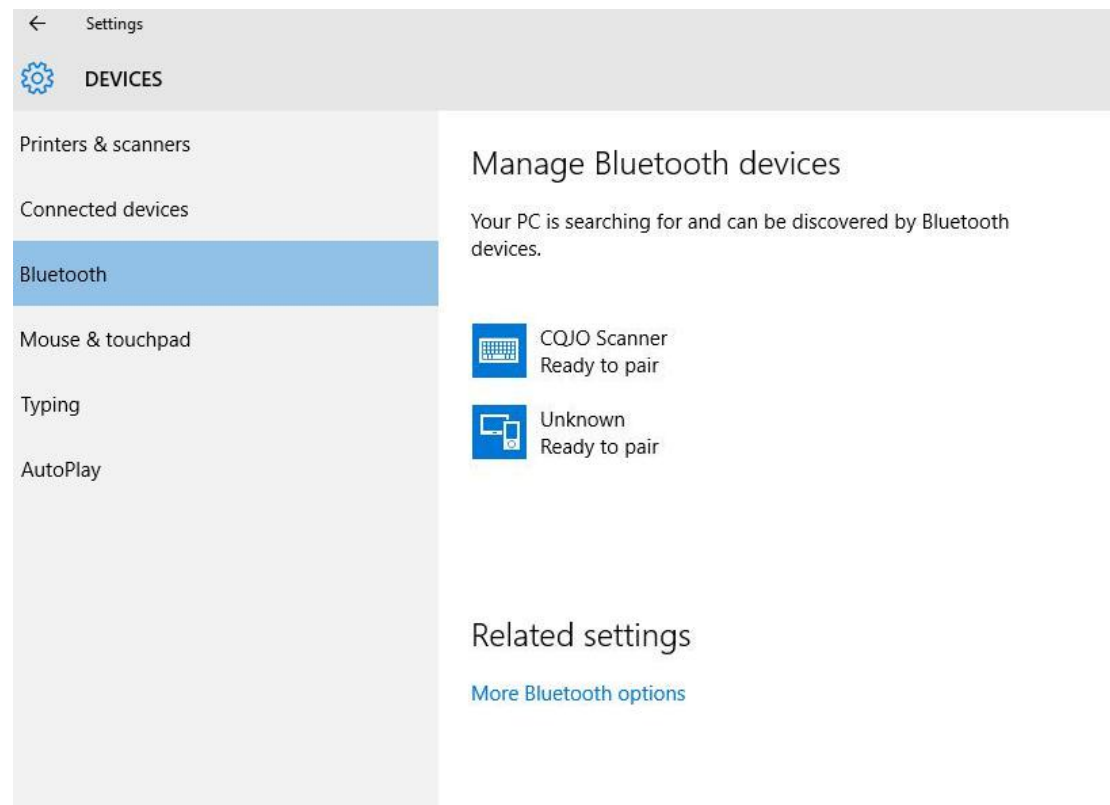 Settings
DEVICES
Printers & scanners
Connected devices
Bluetooth
Mouse & touchpad
Typing
AutoPlay
Manage Bluetooth devices
Your PC is searching for and can be discovered by Bluetooth
devices.
CQJO Scanner
Ready to pair
Unknown
Ready to pair
Related settings
More Bluetooth options